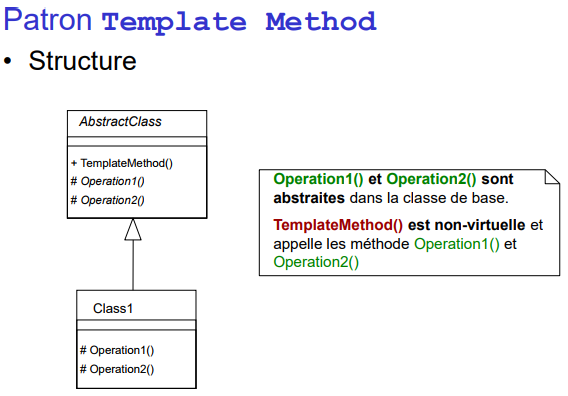 Patron Template Method
• Structure
AbstractClass
+ TemplateMethod()
# Operation1()
# Operation2()
Operation1() et Operation2() sont
abstraites dans la classe de base.
TemplateMethod() est non-virtuelle et
appelle les méthode Operation1() et
Operation2()
Class1
# Operation1()
# Operation2()